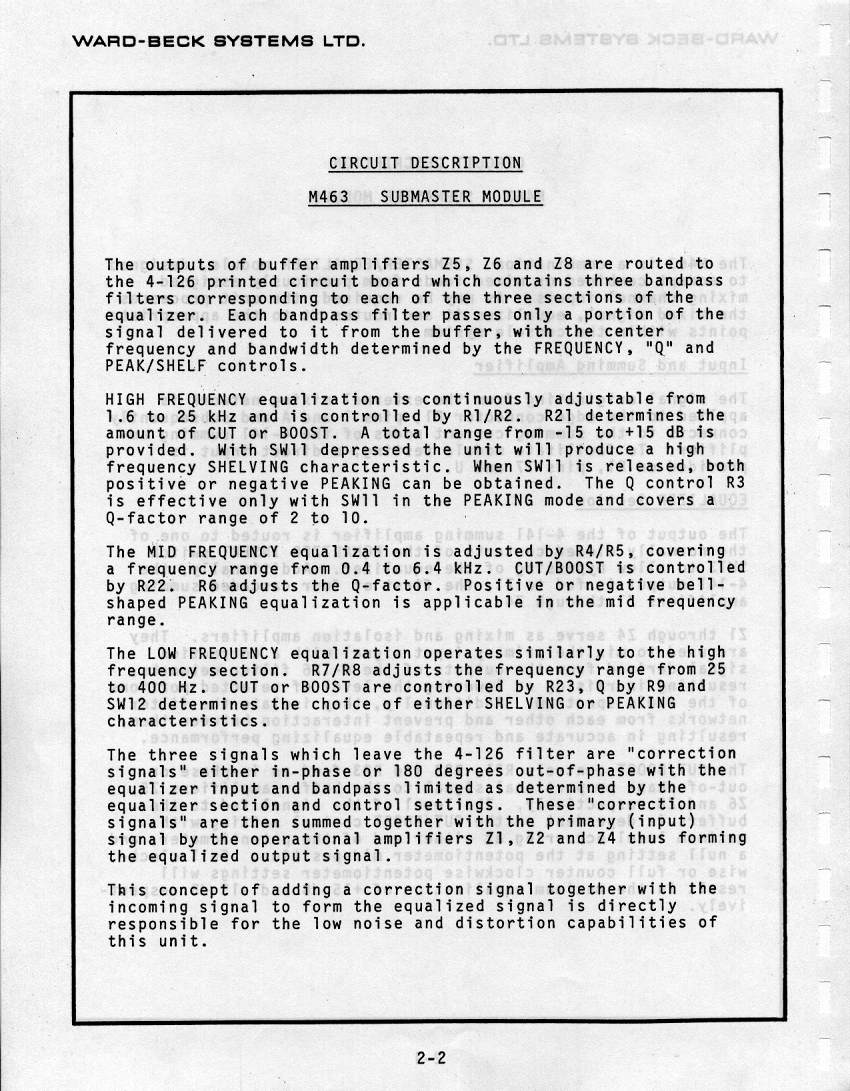 WARD-BECK SYSTEMS LTD.
CIRCUIT DESCRIPTION
M463 SUBMASTER MODULE
The outputs of buffer amplifiers Z5, Z6 and Z8 are routed to
the 4-126 printed circuit board which contains three bandpass
filters corresponding to each of the three sections of the
equalizer. Each bandpass filter passes only a portion of the
signal delivered to it from the buffer, with the center
frequency and bandwidth determined by the FREQUENCY, "Q" and
PEAK/SHELF controls.
HIGH FREQUENCY equalization is continuously adjustable from
1.6 to 25 kHz and is controlled by R1/R2. R21 determines the
amount of CUT or BOOST. A total range from -15 to +15 dB is
provided. With SW11 depressed the unit will produce a high
frequency SHELVING characteristic. When SW11 is released, both
positive or negative PEAKING can be obtained. The Q control R3
is effective only with SW11 in the PEAKING mode and covers a
Q-factor range of 2 to 10.
The MID FREQUENCY equalization is adjusted by R4/R5, covering
a frequency range from 0.4 to 6.4 kHz. CUT/BOOST is controlled
by R22. R6 adjusts the Q-factor. Positive or negative bell-
shaped PEAKING equalization is applicable in the mid frequency
range.
The LOW FREQUENCY equalization operates similarly to the high
frequency section. R7/R8 adjusts the frequency range from 25
to 400 Hz. CUT or BOOST are controlled by R23, Q by R9 and
SW12 determines the choice of either SHELVING or PEAKING
characteristics.
The three signals which leave the 4-126 filter are "correction
signals" either in-phase or 180 degrees out-of-phase with the
equalizer input and bandpass limited as determined by the
equalizer section and control settings. These "correction
signals" are then summed together with the primary (input)
signal by the operational amplifiers Z1, Z2 and Z4 thus forming
the equalized output signal.
This concept of adding a correction signal together with the
incoming signal to form the equalized signal is directly
responsible for the low noise and distortion capabilities of
this unit.
2-2